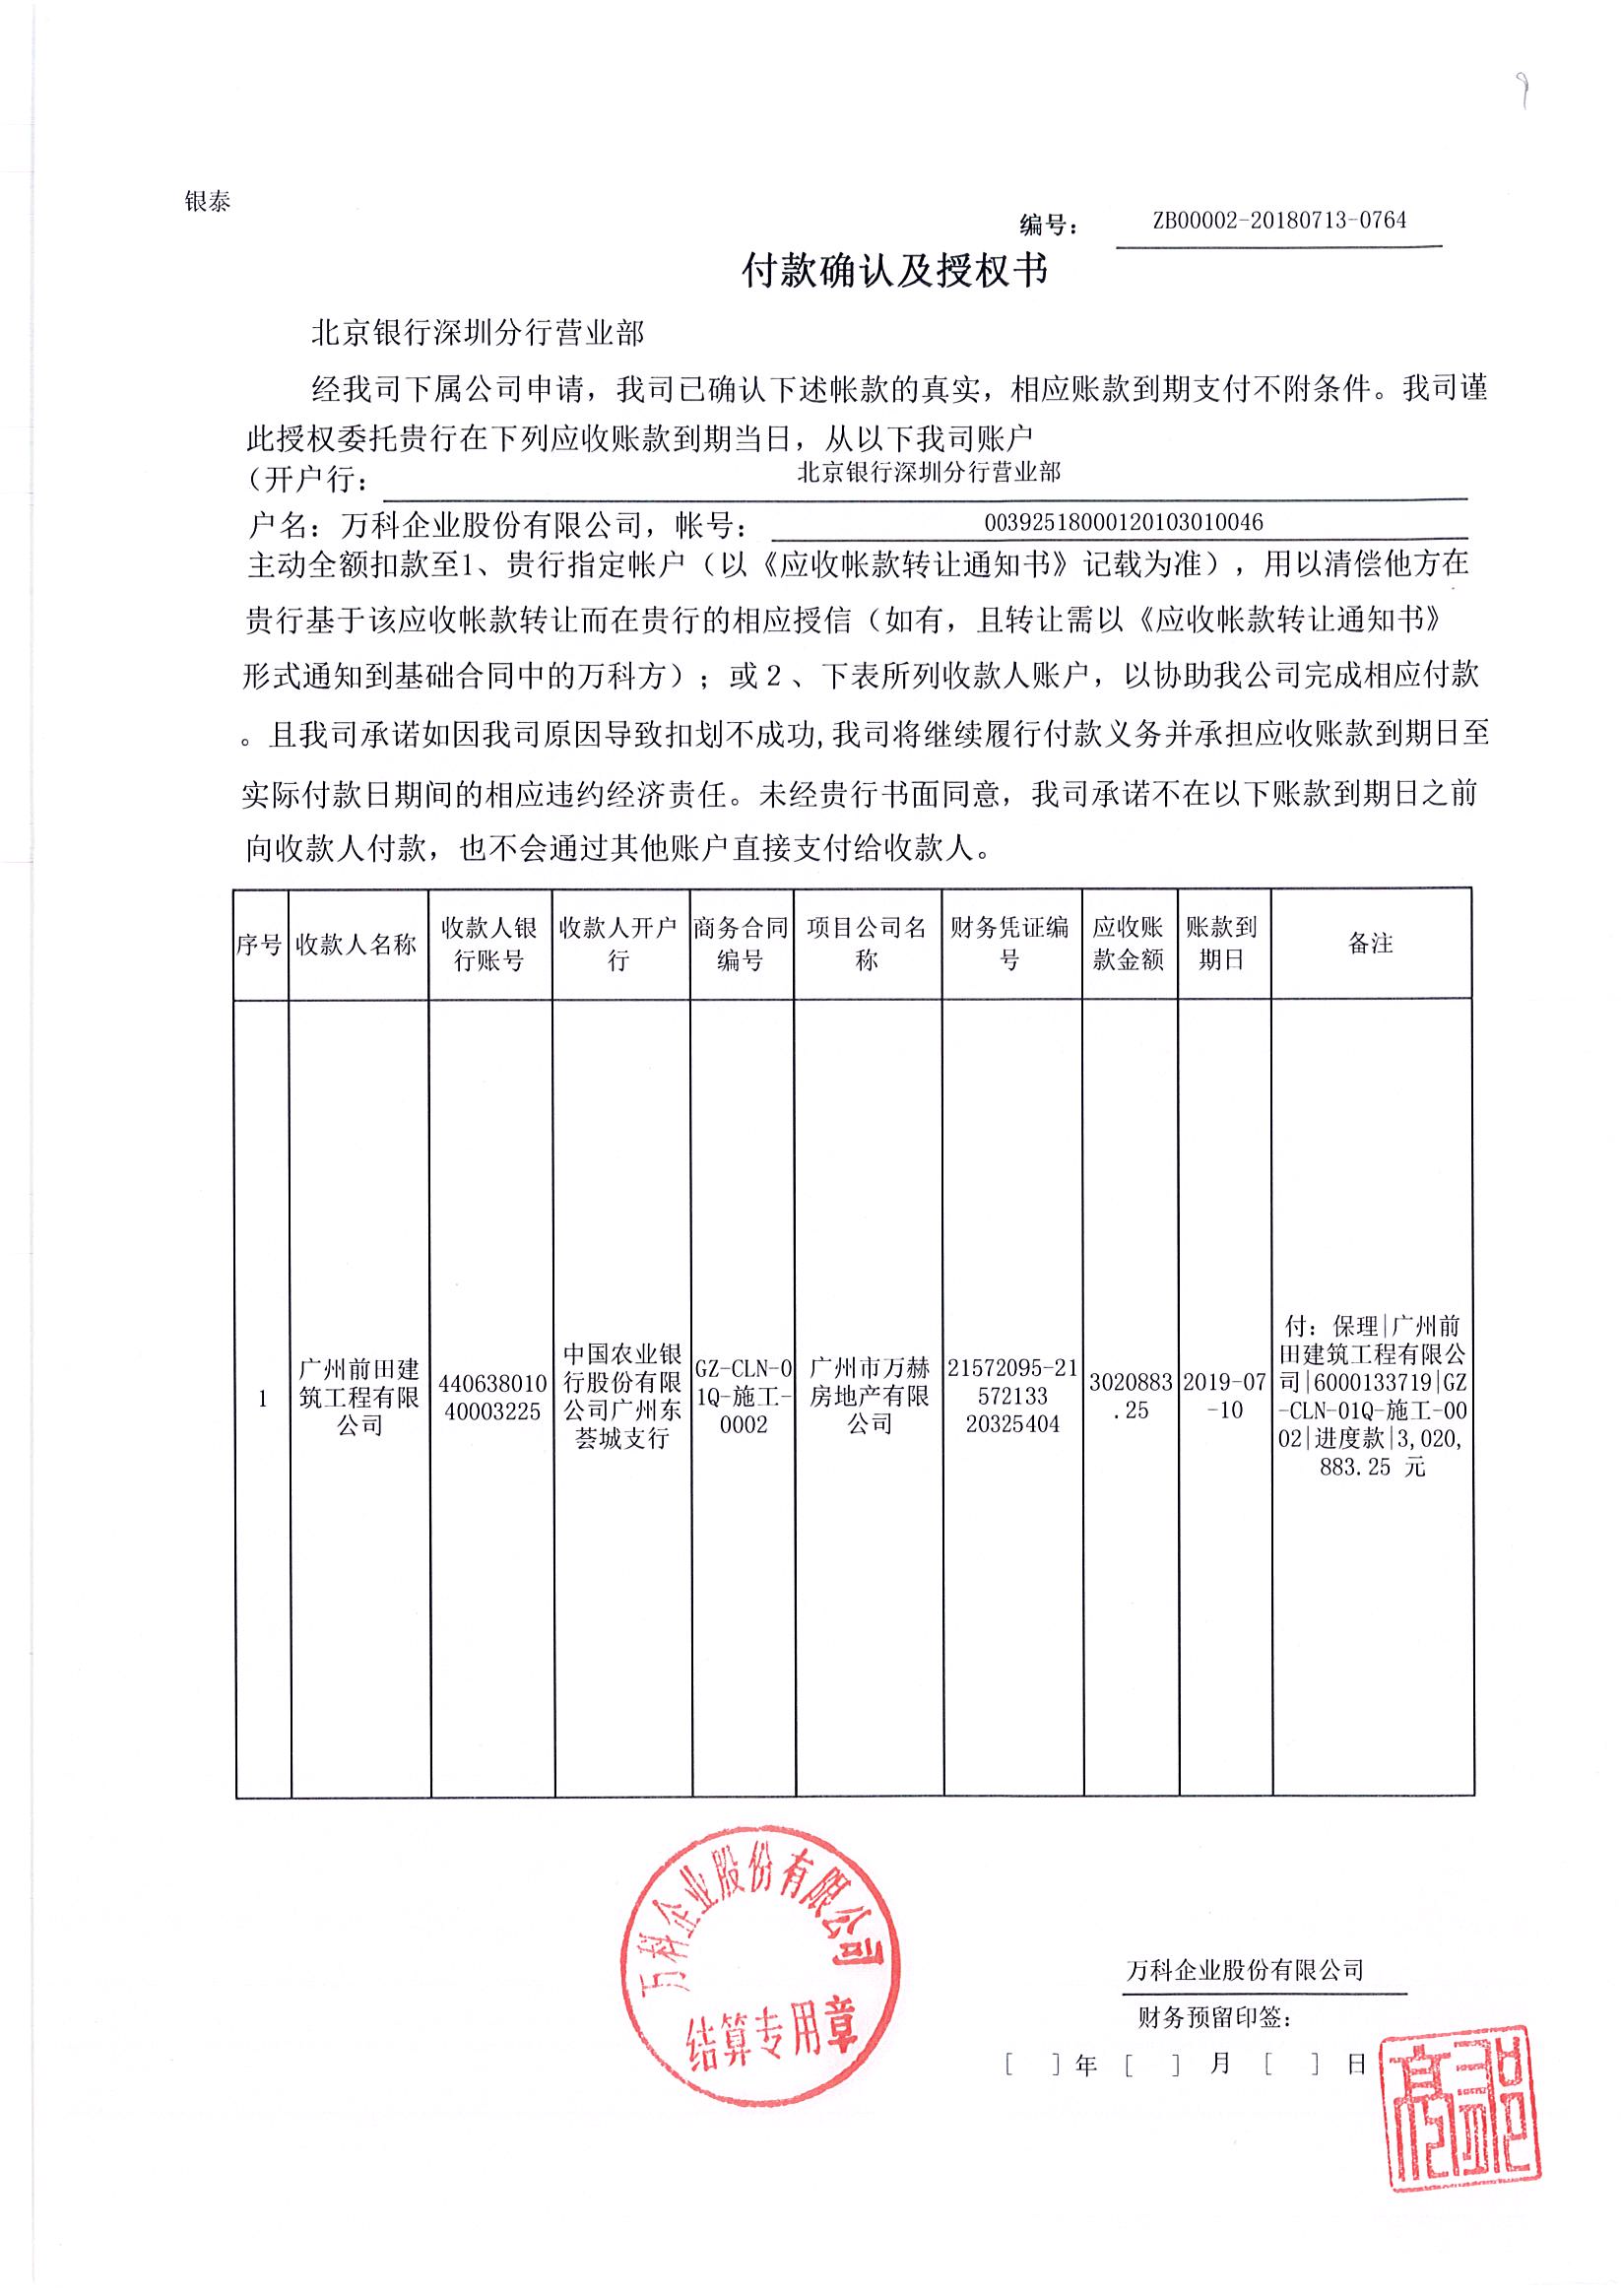 银泰
编号：
ZB00002-20180713-0764
付款确认及授权书
北京银行深圳分行营业部
经我司下属公司申请，我司已确认下述帐款的真实，相应账款到期支付不附条件。我司谨
此授权委托贵行在下列应收账款到期当日，从以下我司账户
（开户行：
北京银行深圳分行营业部
户名：万科企业股份有限公司，帐号：
00392518000120103010046
主动全额扣款至1、贵行指定帐户（以《应收帐款转让通知书》记载为准），用以清偿他方在
贵行基于该应收帐款转让而在贵行的相应授信（如有，且转让需以《应收帐款转让通知书》
形式通知到基础合同中的万科方）；或２、下表所列收款人账户，以协助我公司完成相应付款
。且我司承诺如因我司原因导致扣划不成功,我司将继续履行付款义务并承担应收账款到期日至
实际付款日期间的相应违约经济责任。未经贵行书面同意，我司承诺不在以下账款到期日之前
向收款人付款，也不会通过其他账户直接支付给收款人。
序号
收款人名称
收款人银
行账号
收款人开户
行
商务合同
编号
项目公司名
称
财务凭证编
号
应收账
款金额
账款到
期日
备注
1
广州前田建
筑工程有限
公司
440638010
40003225
中国农业银
行股份有限
公司广州东
荟城支行
GZ-CLN-0
1Q-施工-
0002
广州市万赫
房地产有限
公司
21572095-21
572133
20325404
3020883
.25
2019-07
-10
付：保理|广州前
田建筑工程有限公
司|6000133719|GZ
-CLN-01Q-施工-00
02|进度款|3,020,
883.25 元
万科企业股份有限公司
结算专用章
万科企业股份有限公司
财务预留印签：
[ ]年[ ]月[ ]日